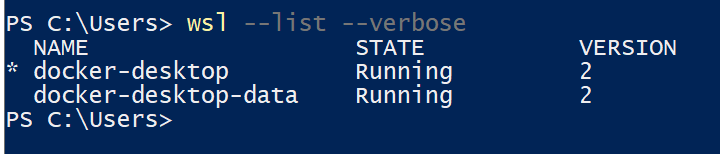 PS C:\Users> wsl --list --verbose
  NAME                   STATE           VERSION
* docker-desktop         Running         2
  docker-desktop-data    Running         2
PS C:\Users>